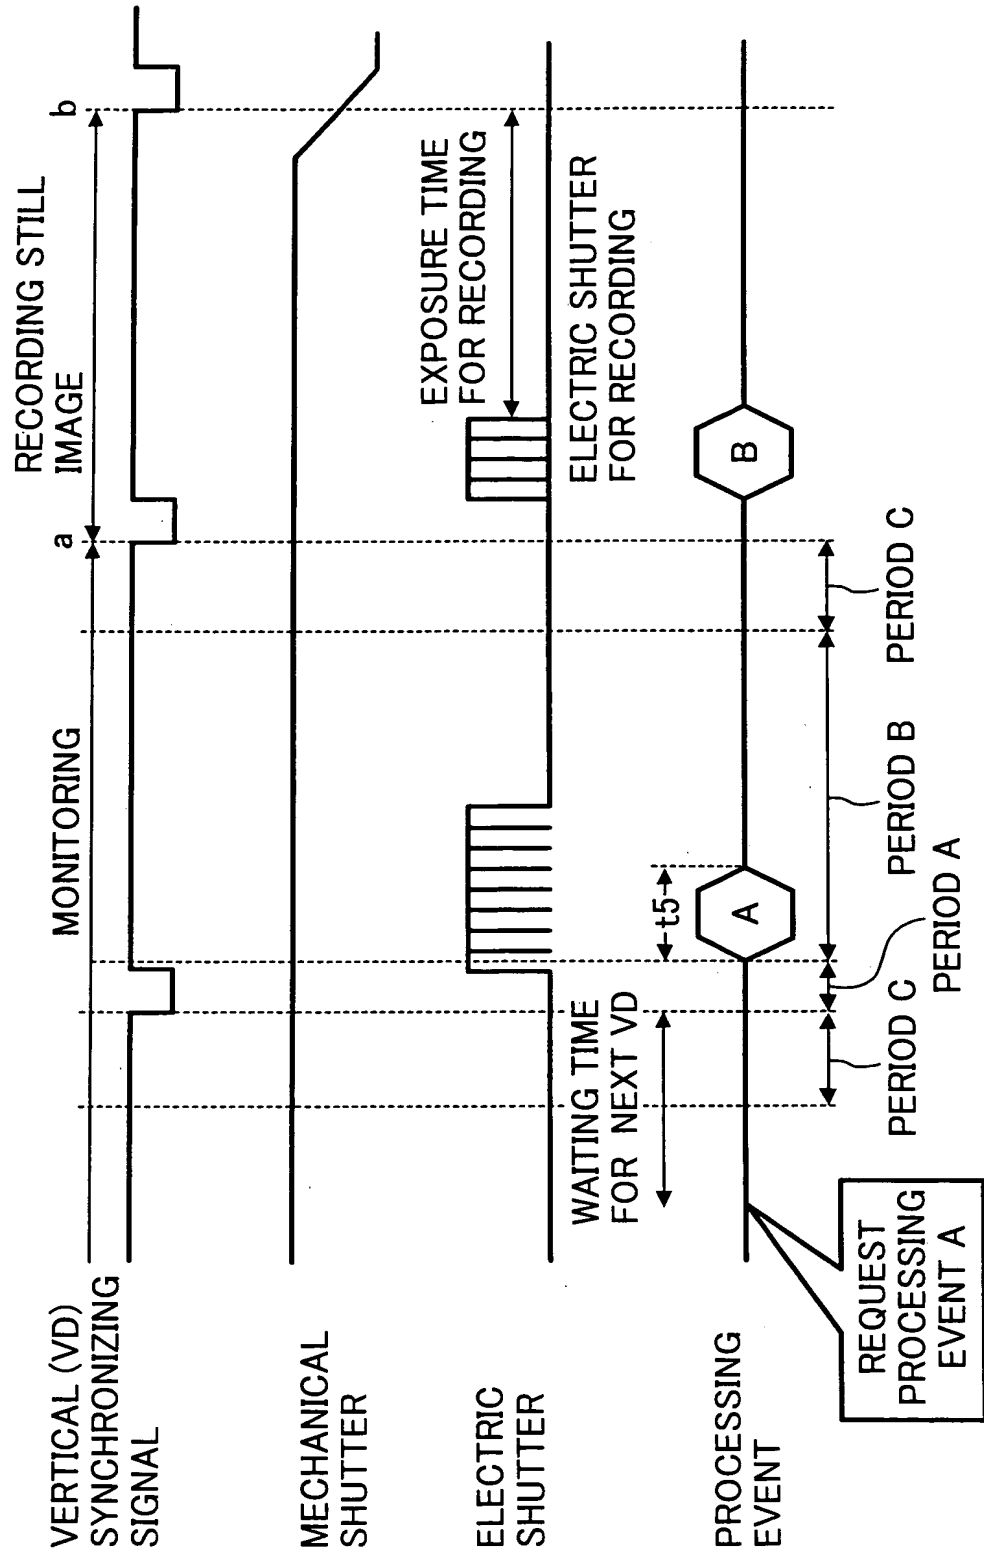 RECORDING STILL
IMAGE
MONITORING
a
b
VERTICAL (VD)
SYNCHRONIZING
SIGNAL
MECHANICAL
SHUTTER
EXPOSURE TIME
FOR RECORDING
ELECTRIC
SHUTTER
ELECTRIC SHUTTER
FOR RECORDING
WAITING TIME
FOR NEXT VD
t5
PROCESSING
EVENT
A
B
REQUEST
PROCESSING
EVENT A
PERIOD C
PERIOD A
PERIOD B
PERIOD C